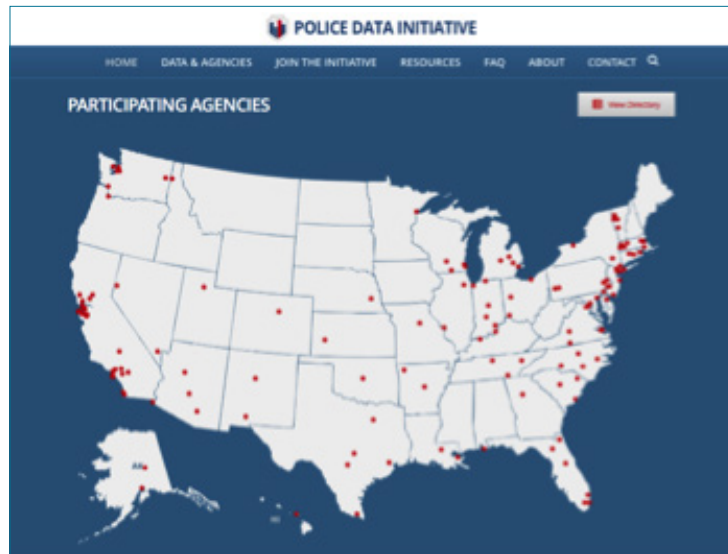 POLICE DATA INITIATIVE
HOME DATA & AGENCIES JOIN THE INITIATIVE RESOURCES FAQ ABOUT CONTACT
PARTICIPATING AGENCIES
View Directory